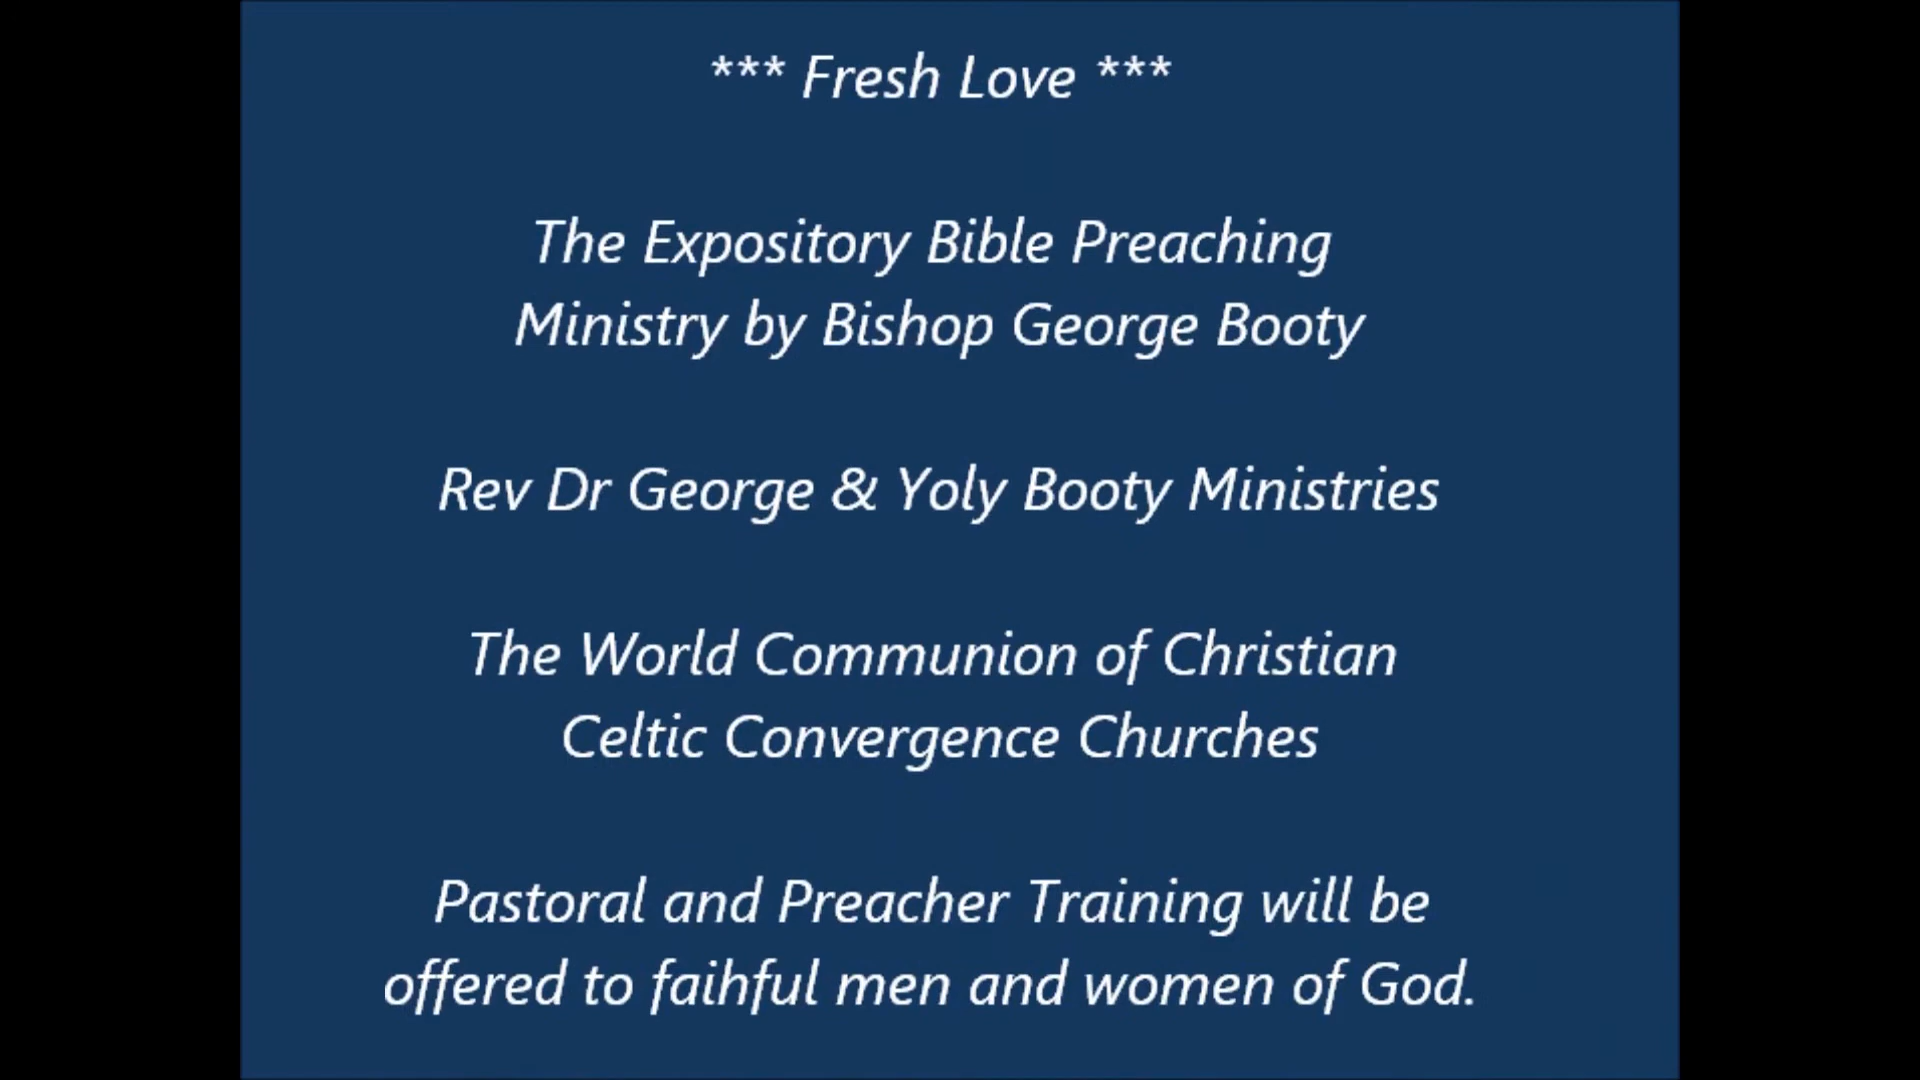 *** Fresh Love ***
The Expository Bible Preaching
Ministry by Bishop George Booty
Rev Dr George & Yoly Booty Ministries
The World Communion of Christian
Celtic Convergence Churches
Pastoral and Preacher Training will be
offered to faihful men and women of God.